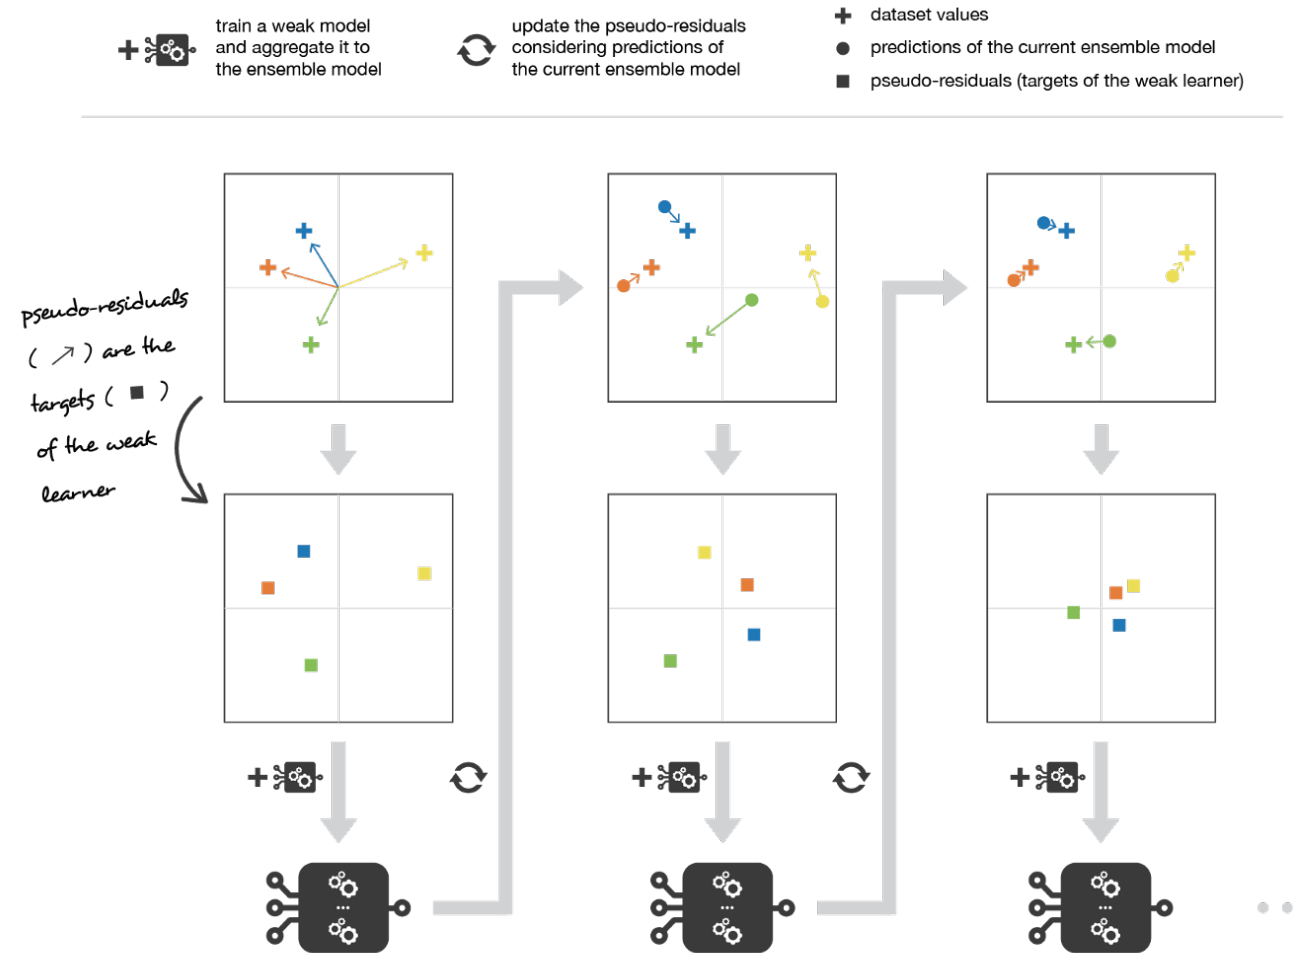 train a weak model
and aggregate it to
the ensemble model
update the pseudo-residuals
considering predictions of
the current ensemble model
dataset values
predictions of the current ensemble model
pseudo-residuals (targets of the weak learner)
pseudo-residuals
( ↗ ) are the
targets ( ■ )
of the weak
learner